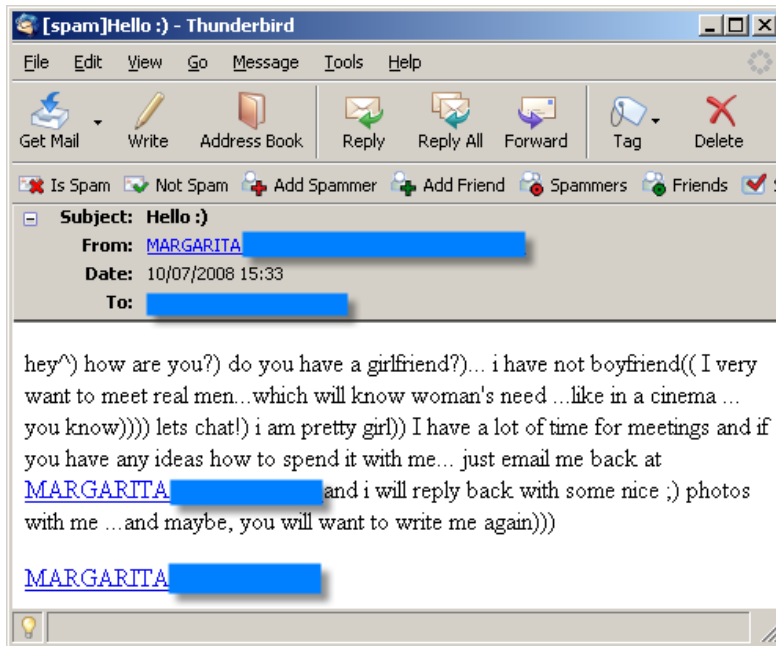 [spam]Hello :) - Thunderbird
File Edit View Go Message Tools Help
Get Mail Write Address Book Reply Reply All Forward Tag Delete
Is Spam Not Spam Add Spammer Add Friend Spammers Friends
Subject: Hello :)
From: MARGARITA
Date: 10/07/2008 15:33
To:
hey^) how are you?) do you have a girlfriend?)... i have not boyfriend(( I very
want to meet real men...which will know woman's need ...like in a cinema ...
you know)))) lets chat!) i am pretty girl)) I have a lot of time for meetings and if
you have any ideas how to spend it with me... just email me back at
MARGARITA and i will reply back with some nice ;) photos
with me ...and maybe, you will want to write me again)))
MARGARITA